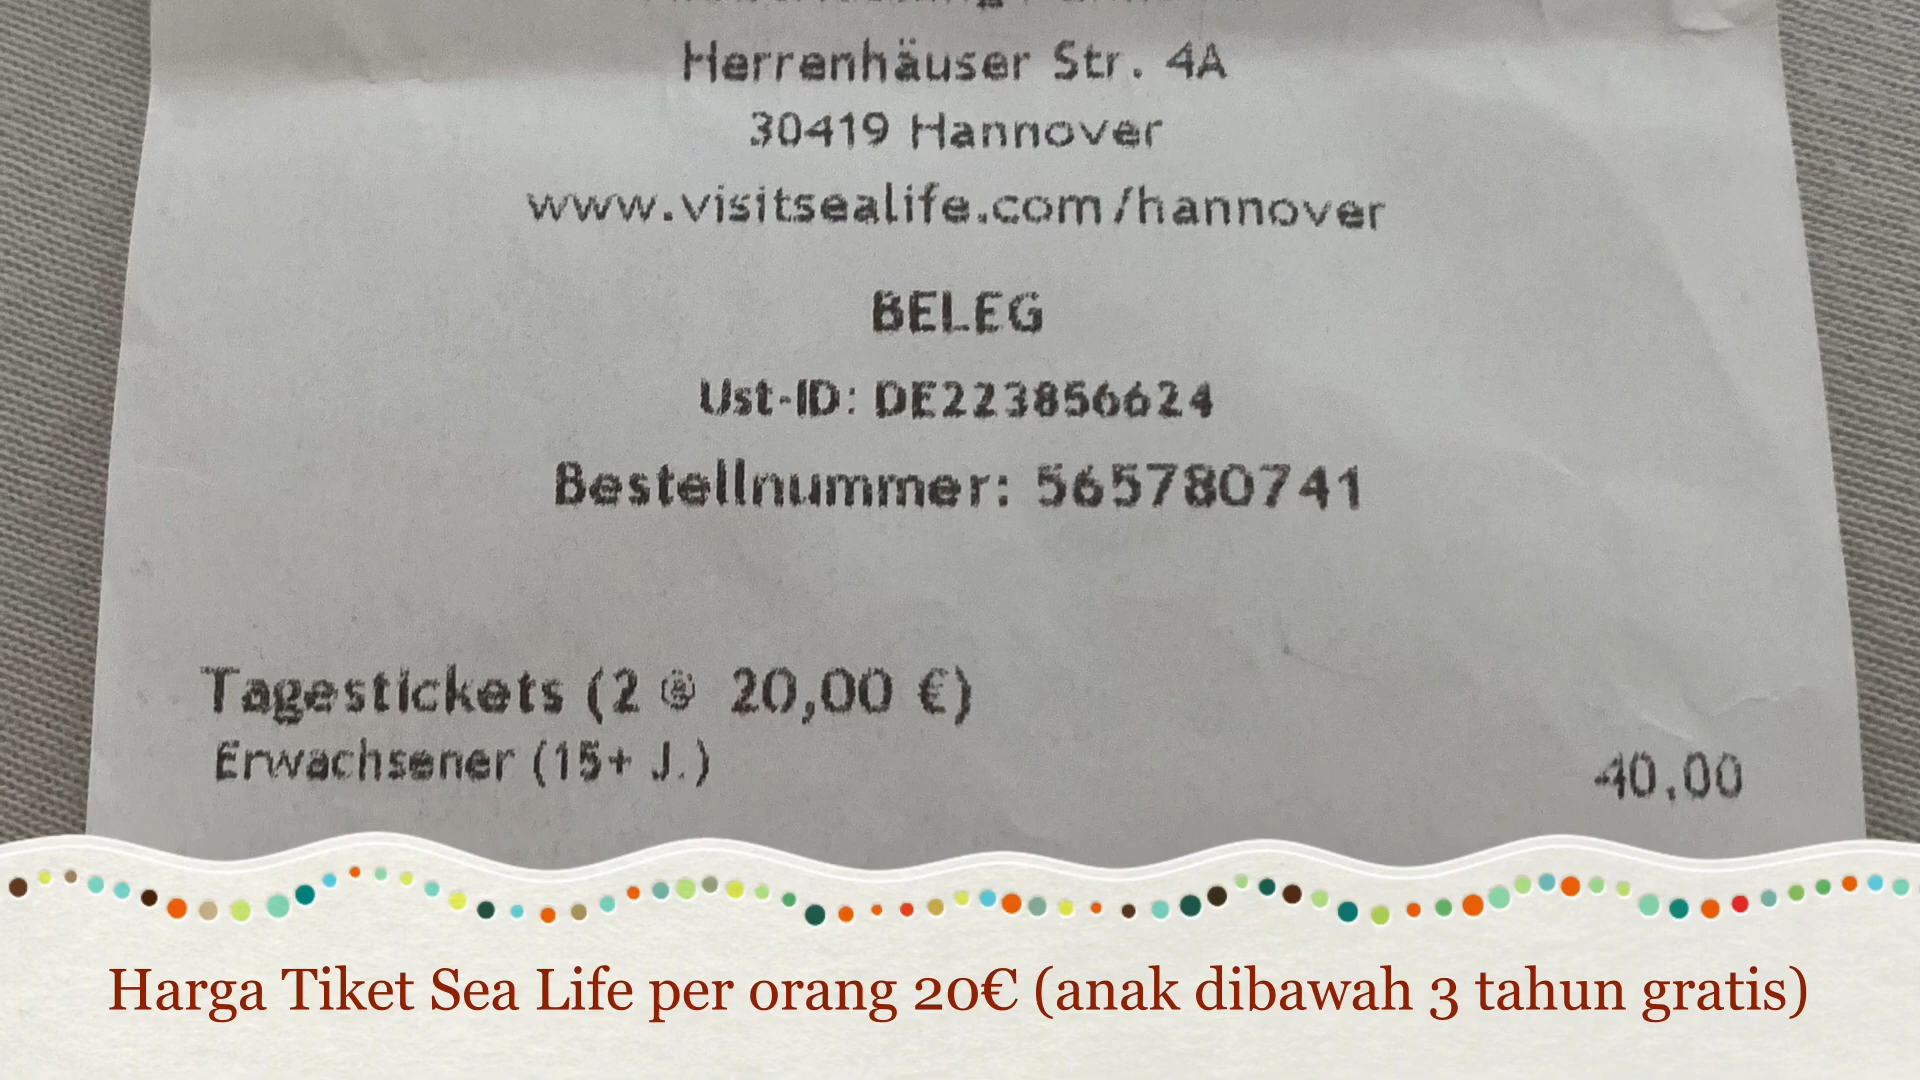 Herrenhäuser Str. 4A
30419 Hannover
www.visitsealife.com/hannover
BELEG
Ust-ID: DE223856624
Bestellnummer: 565780741
Tagestickets (2 @ 20,00 €)
Erwachsener (15+ J.) 40,00
Harga Tiket Sea Life per orang 20€ (anak dibawah 3 tahun gratis)